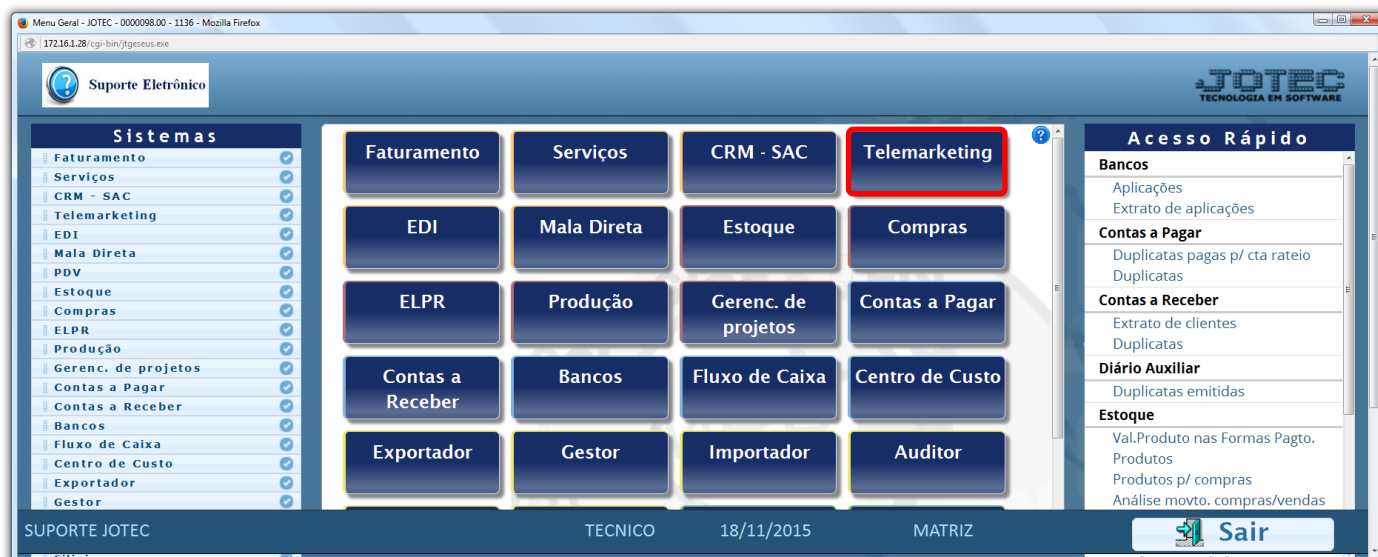 Menu Geral - JOTEC - 0000098.00 - 1136 - Mozilla Firefox
172.16.1.28/cgi-bin/jtgeseus.exe
Suporte Eletrônico
JOTEC
TECNOLOGIA EM SOFTWARE
Sistemas
Faturamento
Serviços
CRM - SAC
Telemarketing
EDI
Mala Direta
PDV
Estoque
Compras
ELPR
Produção
Gerenc. de projetos
Contas a Pagar
Contas a Receber
Bancos
Fluxo de Caixa
Centro de Custo
Exportador
Gestor
Faturamento
Serviços
CRM - SAC
Telemarketing
EDI
Mala Direta
Estoque
Compras
ELPR
Produção
Gerenc. de
projetos
Contas a Pagar
Contas a
Receber
Bancos
Fluxo de Caixa
Centro de Custo
Exportador
Gestor
Importador
Auditor
Acesso Rápido
Bancos
Aplicações
Extrato de aplicações
Contas a Pagar
Duplicatas pagas p/ cta rateio
Duplicatas
Contas a Receber
Extrato de clientes
Duplicatas
Diário Auxiliar
Duplicatas emitidas
Estoque
Val.Produto nas Formas Pagto.
Produtos
Produtos p/ compras
Análise movto. compras/vendas
SUPORTE JOTEC
TECNICO
18/11/2015
MATRIZ
Sair